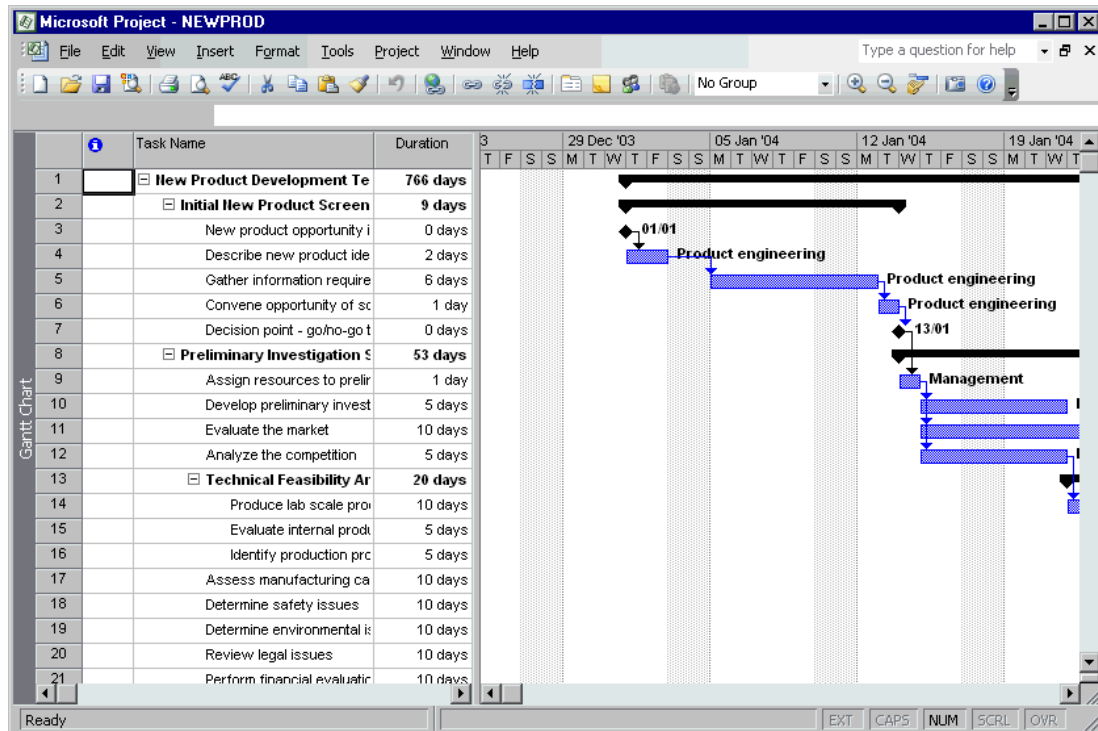 Microsoft Project - NEWPROD
File Edit View Insert Format Tools Project Window Help Type a question for help
ABC No Group
Task Name Duration 3 29 Dec '03 05 Jan '04 12 Jan '04 19 Jan '04
T F S S M T W T F S S M T W T F S S M T W T F S S M T W T
1 New Product Development Te 766 days
2 Initial New Product Screen 9 days
3 New product opportunity i 0 days 01/01
4 Describe new product ide 2 days Product engineering
5 Gather information require 6 days Product engineering
6 Convene opportunity of sc 1 day Product engineering
7 Decision point - go/no-go t 0 days 13/01
8 Preliminary Investigation S 53 days
9 Assign resources to prelir 1 day Management
10 Develop preliminary invest 5 days
11 Evaluate the market 10 days
12 Analyze the competition 5 days
13 Technical Feasibility Ar 20 days
14 Produce lab scale pro 10 days
15 Evaluate internal produ 5 days
16 Identify production prc 5 days
17 Assess manufacturing ca 10 days
18 Determine safety issues 10 days
19 Determine environmental is 10 days
20 Review legal issues 10 days
21 Perform financial evaluatic 10 days
Gantt Chart
Ready EXT CAPS NUM SCRL OVR